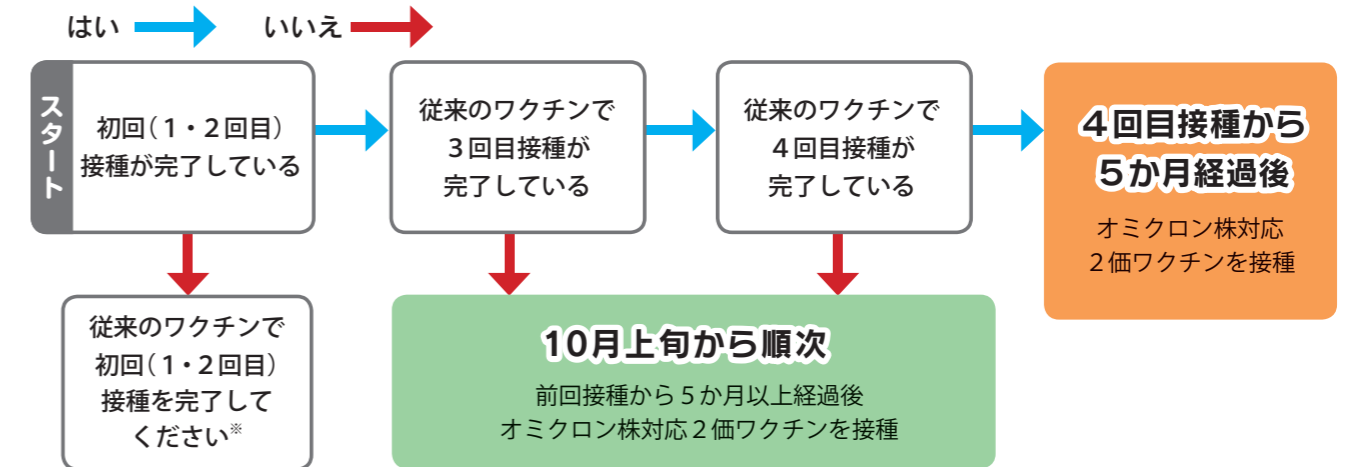 はい
いいえ
スタート
初回(1・2回目)
接種が完了している
従来のワクチンで
3回目接種が
完了している
従来のワクチンで
4回目接種が
完了している
4回目接種から
5か月経過後
オミクロン株対応
2価ワクチンを接種
従来のワクチンで
初回(1・2回目)
接種を完了して
ください※
10月上旬から順次
前回接種から5か月以上経過後
オミクロン株対応2価ワクチンを接種